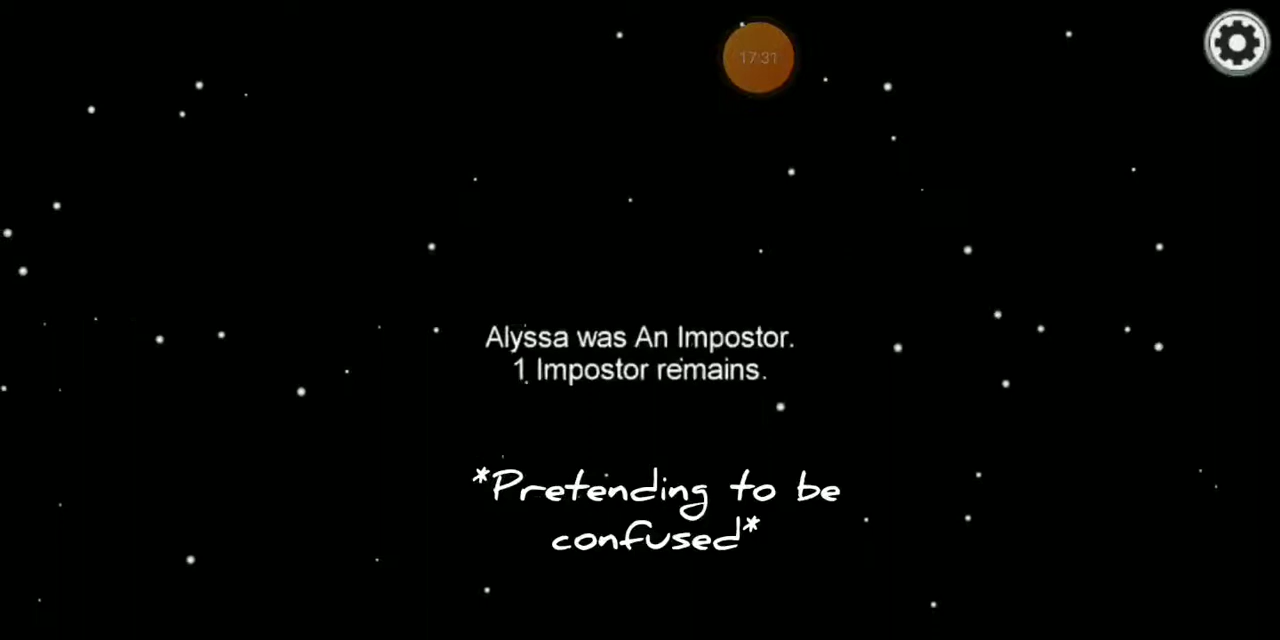 17:31
Alyssa was An Impostor.
1 Impostor remains.
*Pretending to be
confused*